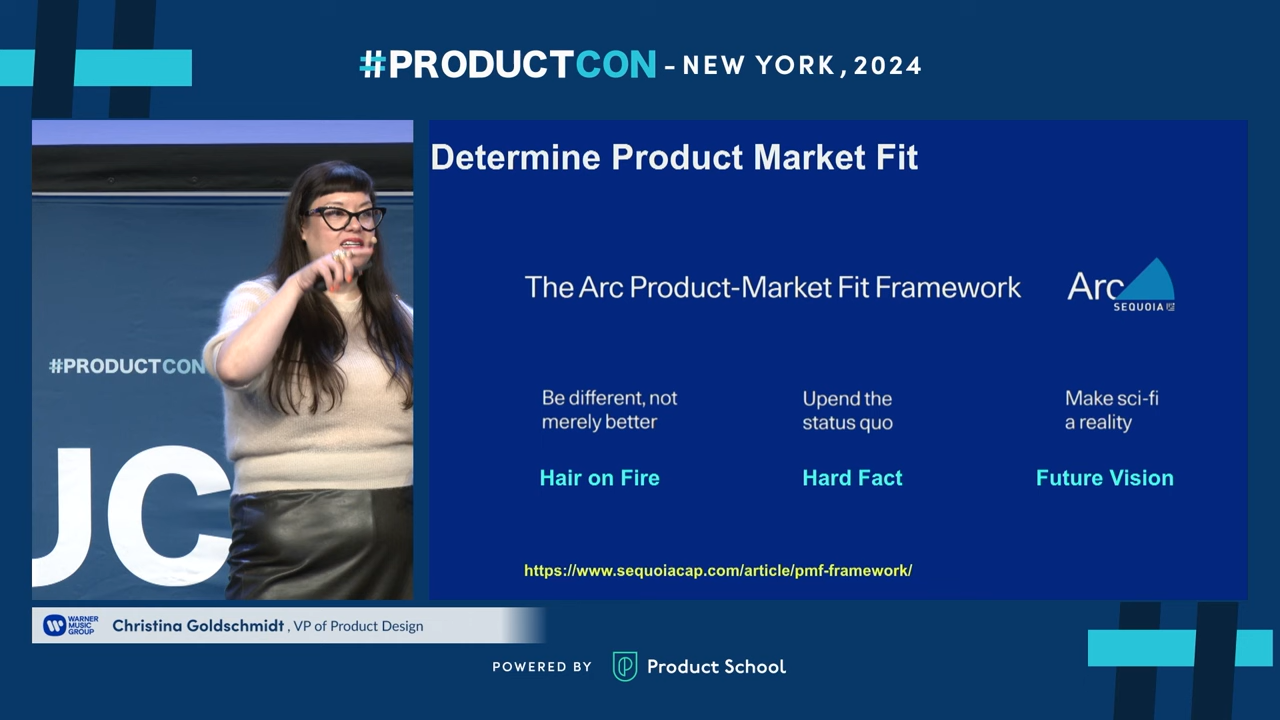 #PRODUCTCON - NEW YORK, 2024
#PRODUCTCON
UC
Determine Product Market Fit
The Arc Product-Market Fit Framework
Arc
SEQUOIA
Be different, not
merely better
Hair on Fire
Upend the
status quo
Hard Fact
Make sci-fi
a reality
Future Vision
https://www.sequoiacap.com/article/pmf-framework/
WARNER
MUSIC
GROUP
Christina Goldschmidt, VP of Product Design
POWERED BY Product School